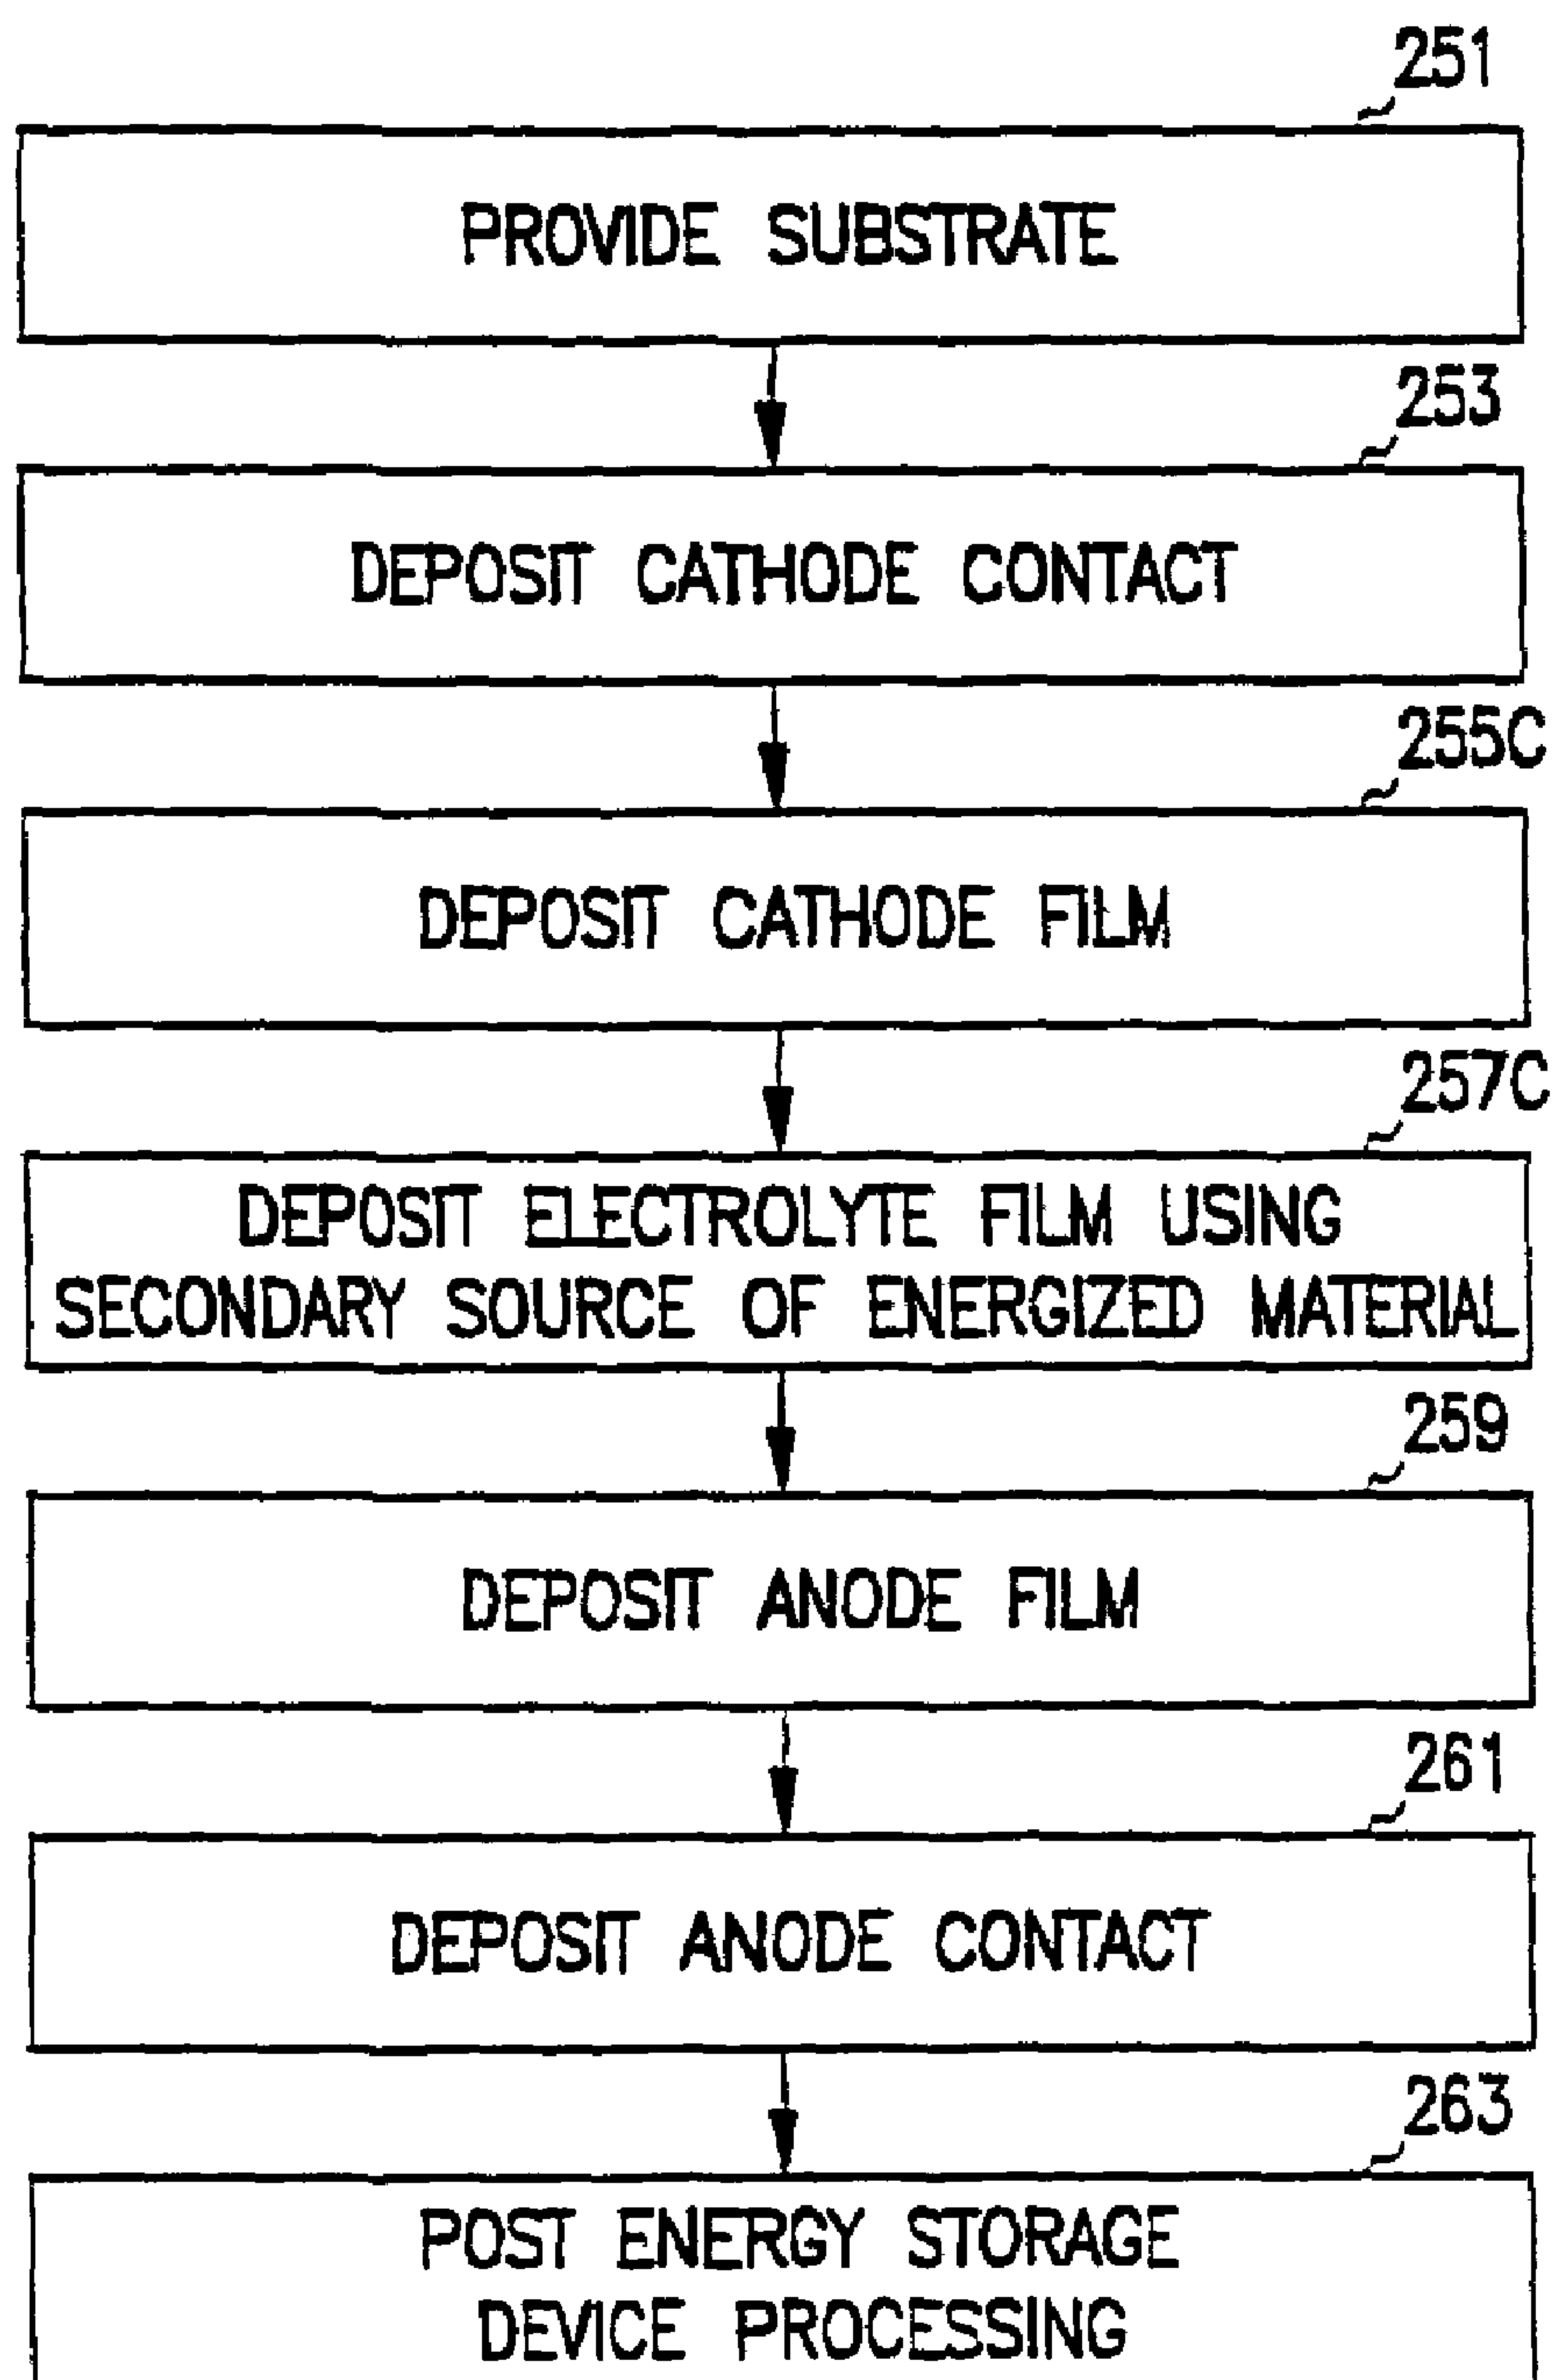 251
PROVIDE SUBSTRATE
253
DEPOSIT CATHODE CONTACT
255C
DEPOSIT CATHODE FILM
257C
DEPOSIT ELECTROLYTE FILM USING
SECONDARY SOURCE OF ENERGIZED MATERIAL
259
DEPOSIT ANODE FILM
261
DEPOSIT ANODE CONTACT
263
POST ENERGY STORAGE
DEVICE PROCESSING